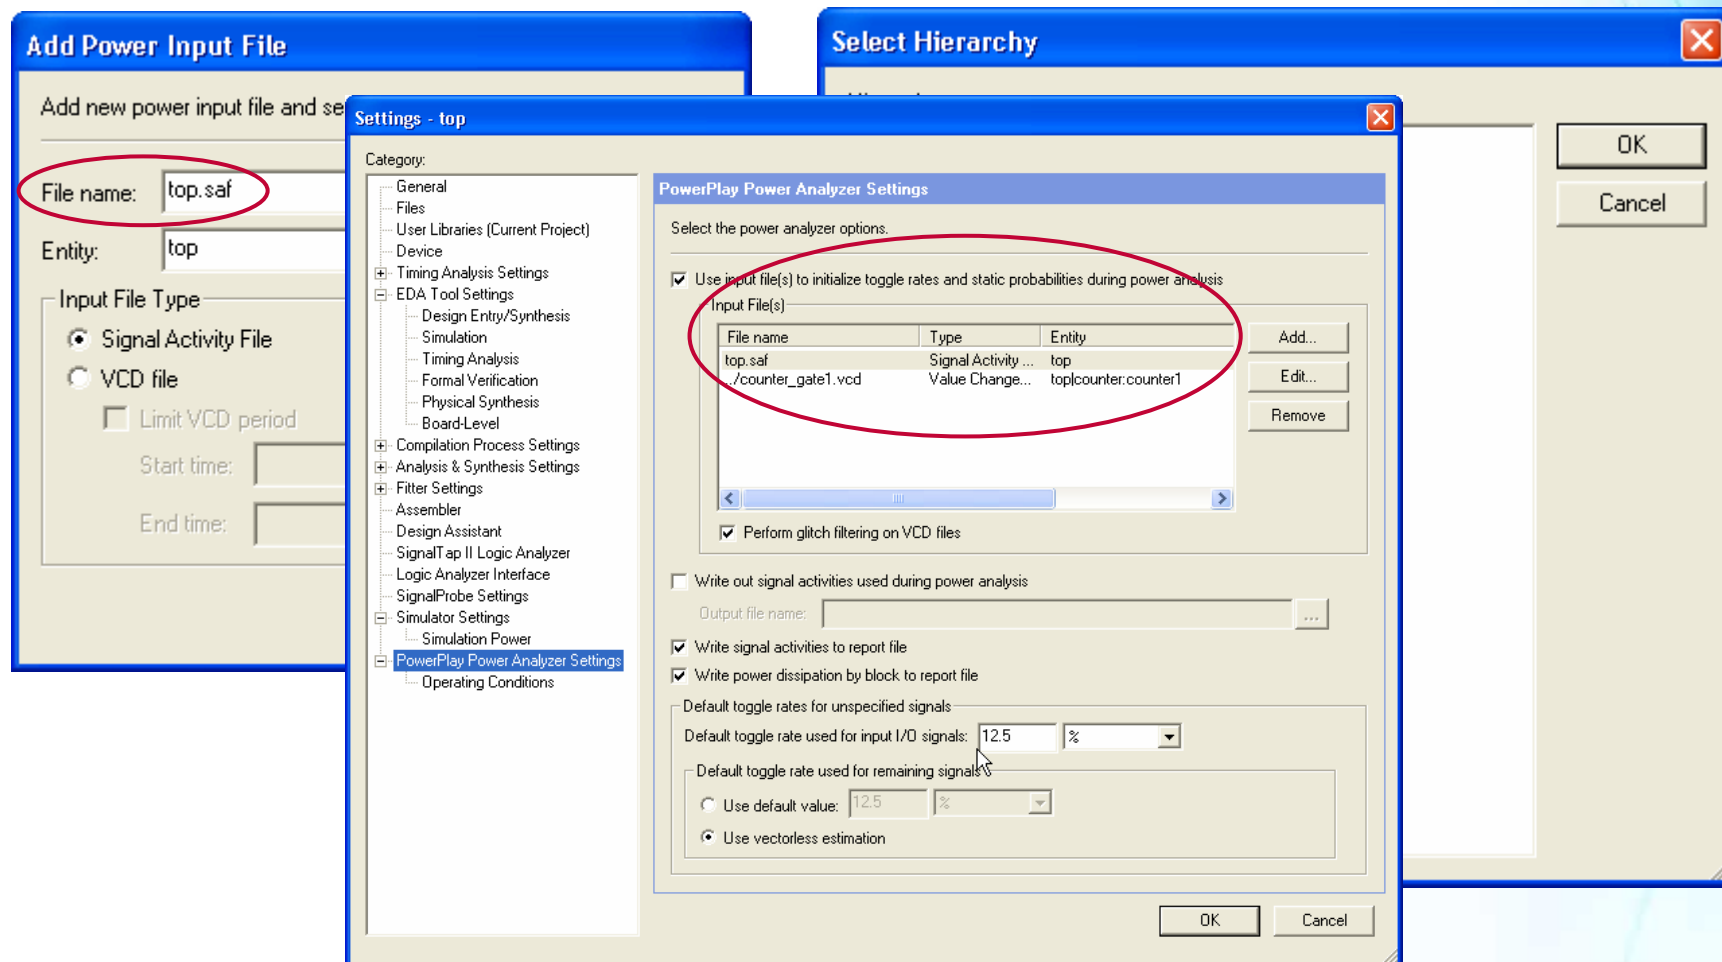 Add Power Input File
Add new power input file and se
File name: top.saf
Entity: top
Input File Type
Signal Activity File
VCD file
Limit VCD period
Start time:
End time:
Select Hierarchy
OK
Cancel
Settings - top
Category:
General
Files
User Libraries (Current Project)
Device
Timing Analysis Settings
EDA Tool Settings
Design Entry/Synthesis
Simulation
Timing Analysis
Formal Verification
Physical Synthesis
Board-Level
Compilation Process Settings
Analysis & Synthesis Settings
Fitter Settings
Assembler
Design Assistant
SignalTap II Logic Analyzer
Logic Analyzer Interface
SignalProbe Settings
Simulator Settings
Simulation Power
PowerPlay Power Analyzer Settings
Operating Conditions
PowerPlay Power Analyzer Settings
Select the power analyzer options.
Use input file(s) to initialize toggle rates and static probabilities during power analysis
Input File(s)
File name Type Entity
top.saf Signal Activity ... top
../counter_gate1.vcd Value Change... top|counter:counter1
Add...
Edit...
Remove
Perform glitch filtering on VCD files
Write out signal activities used during power analysis
Output file name: ...
Write signal activities to report file
Write power dissipation by block to report file
Default toggle rates for unspecified signals
Default toggle rate used for input I/O signals: 12.5 %
Default toggle rate used for remaining signals
Use default value: 12.5 %
Use vectorless estimation
OK Cancel